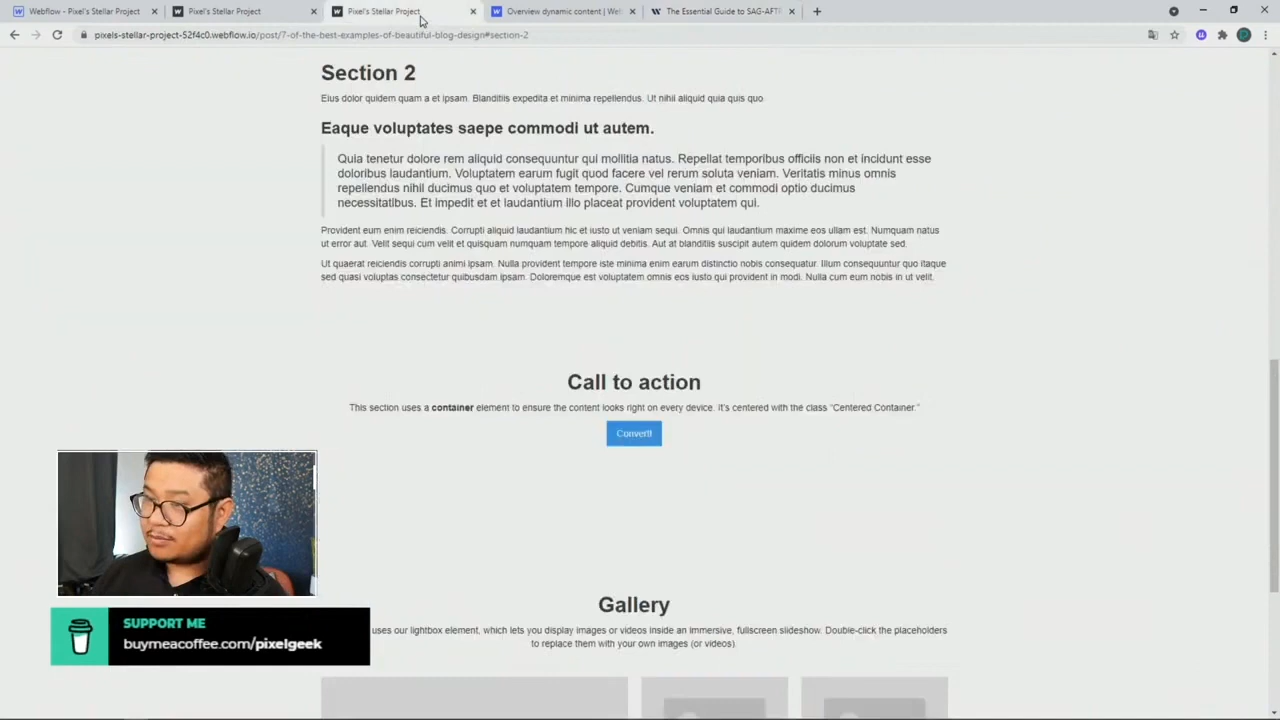 Webflow - Pixel's Stellar Project
Pixel's Stellar Project
Pixel's Stellar Project
Overview dynamic content | Web
The Essential Guide to SAG-AFTR
pixels-stellar-project-52f4c0.webflow.io/post/7-of-the-best-examples-of-beautiful-blog-design#section-2
Section 2
Eius dolor quidem quam a et ipsam. Blanditiis expedita et minima repellendus. Ut nihil aliquid quia quis quo
Eaque voluptates saepe commodi ut autem.
Quia tenetur dolore rem aliquid consequuntur qui mollitia natus. Repellat temporibus officiis non et incidunt esse
doloribus laudantium. Voluptatem earum fugit quod facere vel rerum soluta veniam. Veritatis minus omnis
repellendus nihil ducimus quo et voluptatem tempore. Cumque veniam et commodi optio ducimus
necessitatibus. Et impedit et et laudantium illo placeat provident voluptatem qui.
Provident eum enim reiciendis. Corrupti aliquid laudantium hic et iusto ut veniam sequi. Omnis qui laudantium maxime eos ullam est. Numquam natus
ut error aut. Velit sequi cum velit et quisquam numquam tempore aliquid debitis. Aut at blanditiis suscipit autem quidem dolorum voluptate sed.
Ut quaerat reiciendis corrupti animi ipsam. Nulla provident tempore iste minima enim earum distinctio nobis consequatur. Illum consequuntur quo itaque
sed quasi voluptas consectetur quibusdam ipsam. Doloremque est voluptatem omnis eos iusto qui provident in modi. Nulla cum eum nobis in ut velit.
Call to action
This section uses a container element to ensure the content looks right on every device. It's centered with the class "Centered Container."
Convert!
Gallery
uses our lightbox element, which lets you display images or videos inside an immersive, fullscreen slideshow. Double-click the placeholders
to replace them with your own images (or videos).
SUPPORT ME
buymeacoffee.com/pixelgeek